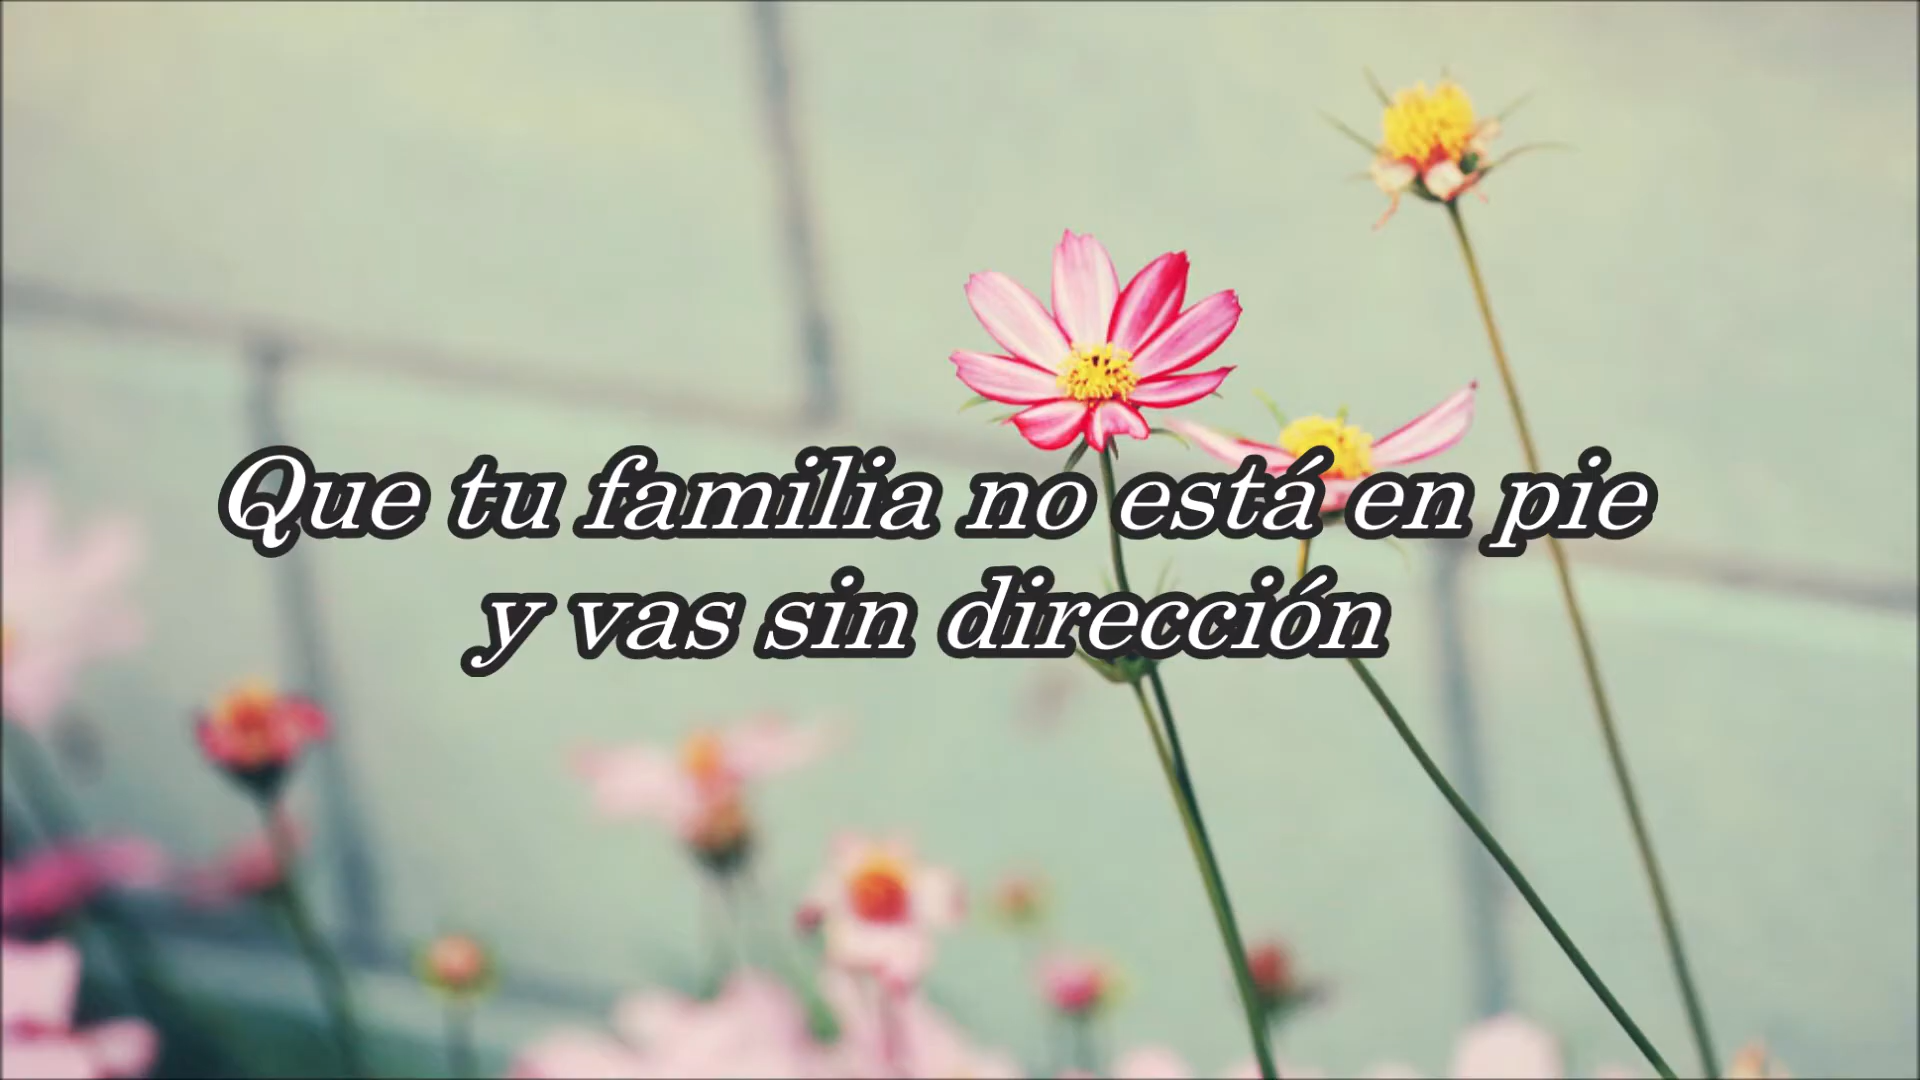 Que tu familia no está en pie
y vas sin dirección